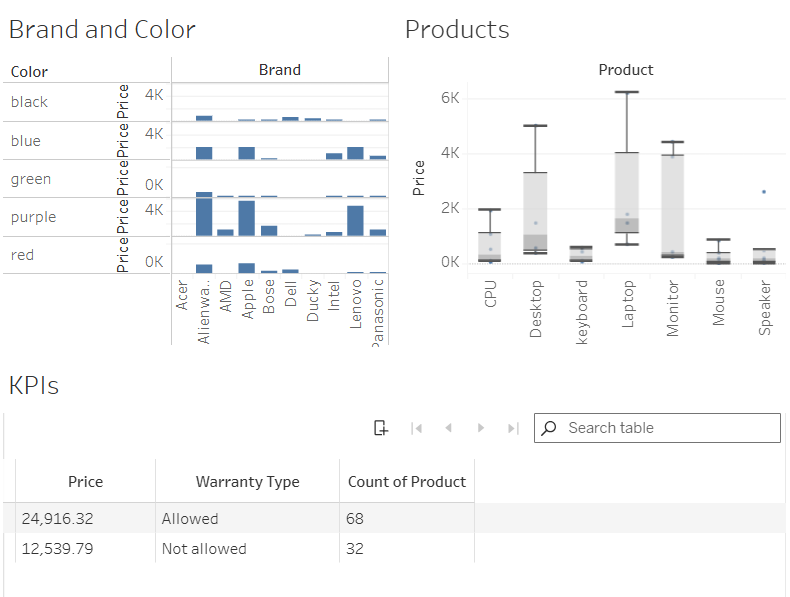 Brand and Color
Color
Brand
black
Price
4K
blue
Price
4K
green
Price
0K
purple
Price
4K
red
Price
0K
Acer
Alienwa..
AMD
Apple
Bose
Dell
Ducky
Intel
Lenovo
Panasonic
Products
Product
Price
6K
4K
2K
0K
CPU
Desktop
keyboard
Laptop
Monitor
Mouse
Speaker
KPIs
Search table
Price Warranty Type Count of Product
24,916.32 Allowed 68
12,539.79 Not allowed 32